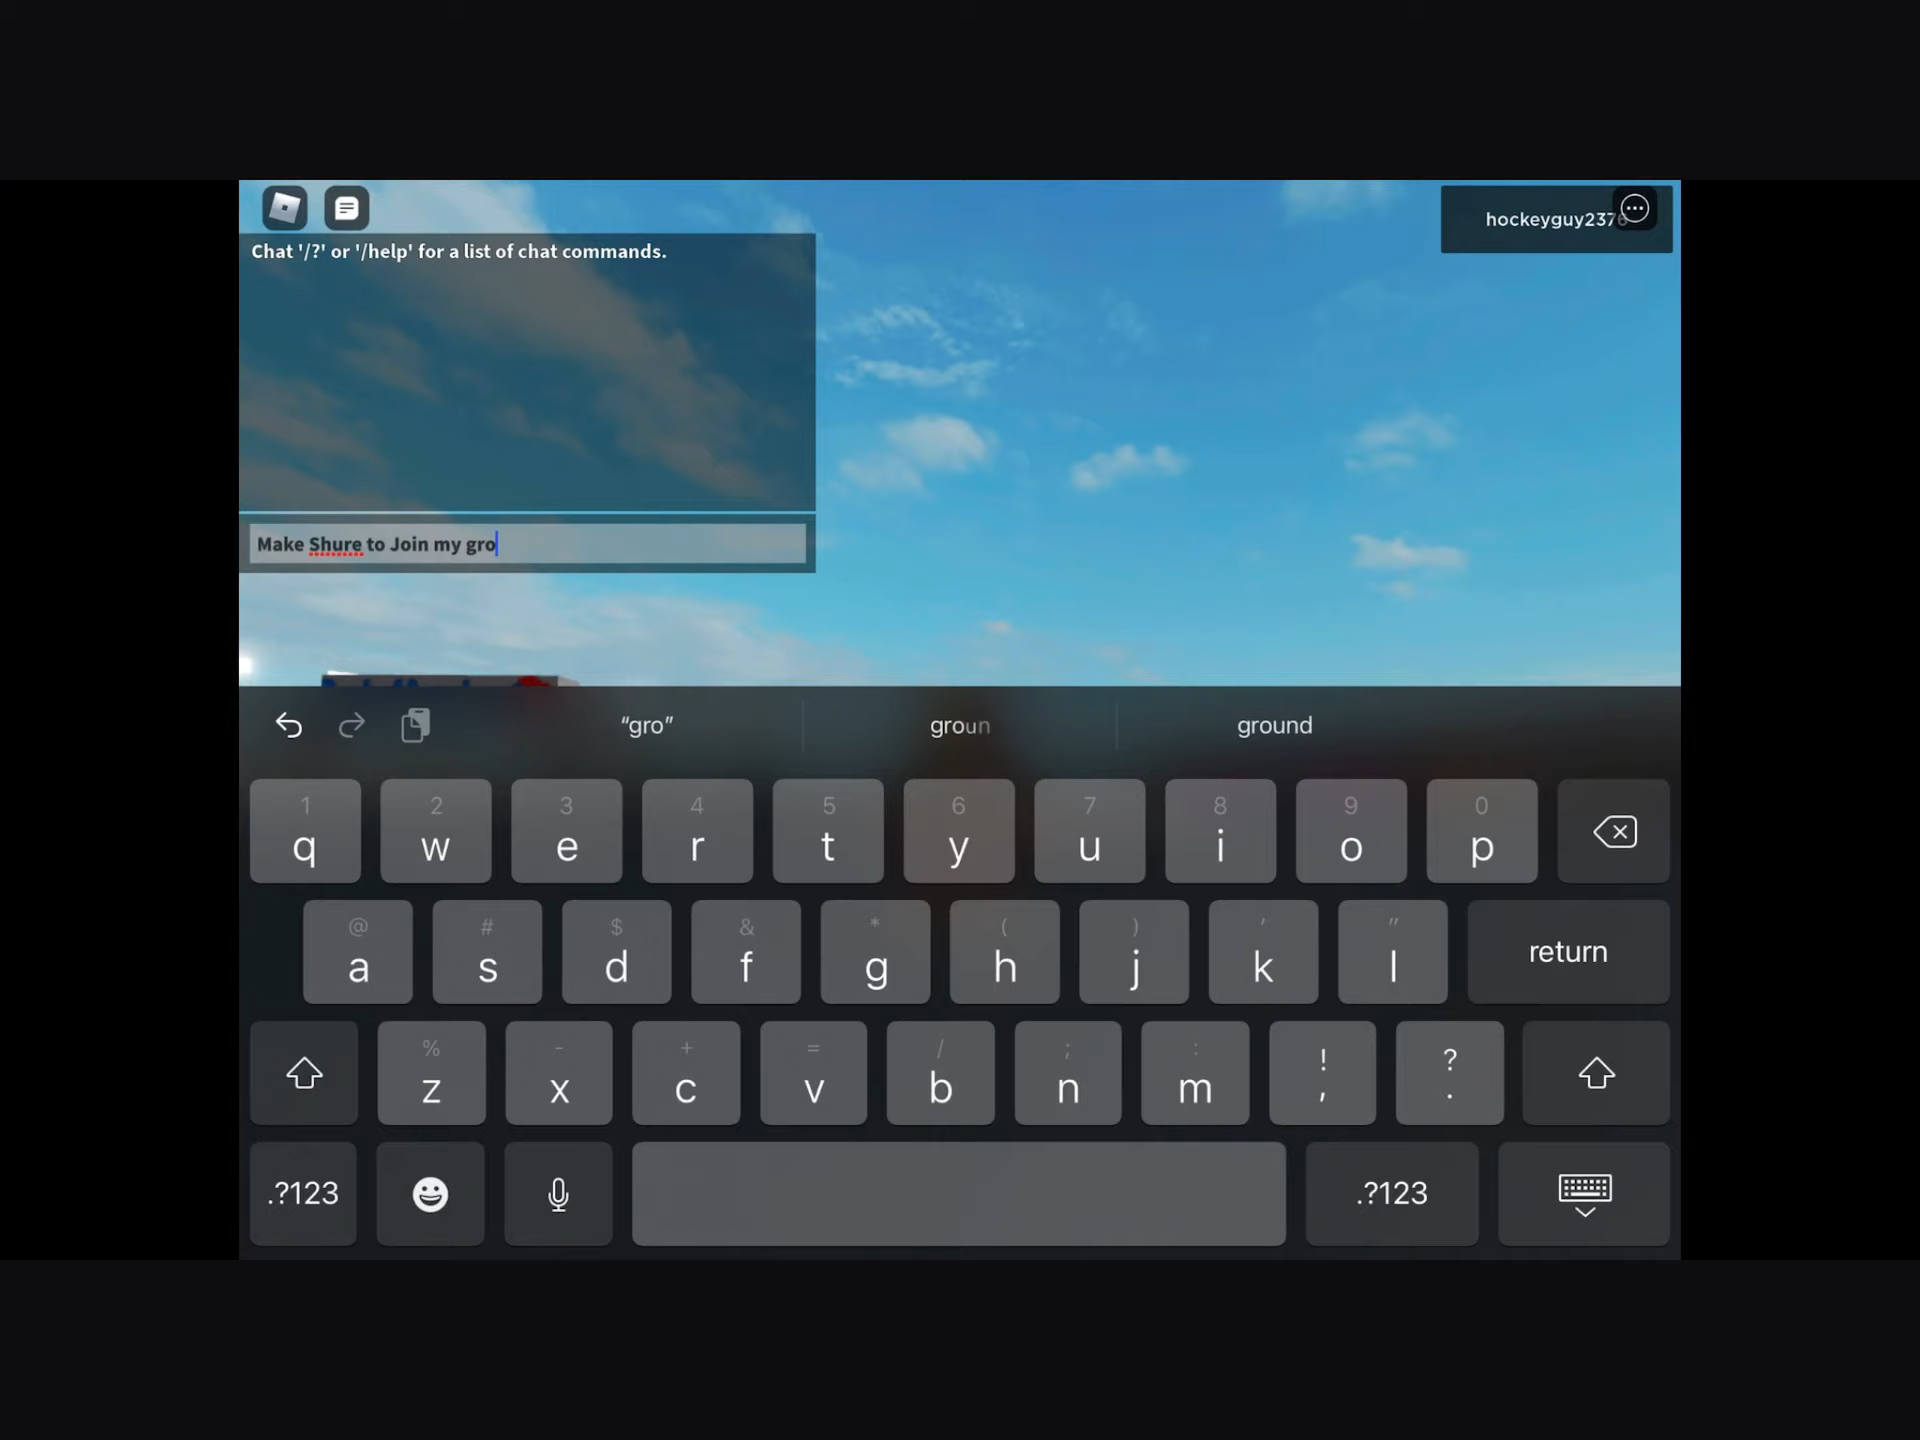 hockeyguy2376
Chat '/?' or '/help' for a list of chat commands.
Make Shure to Join my gro
“gro” groun ground
1 2 3 4 5 6 7 8 9 0
q w e r t y u i o p
@ # $ & * ( ) ' "
a s d f g h j k l return
% - + = / ; : ! ?
z x c v b n m , .
.?123 .?123